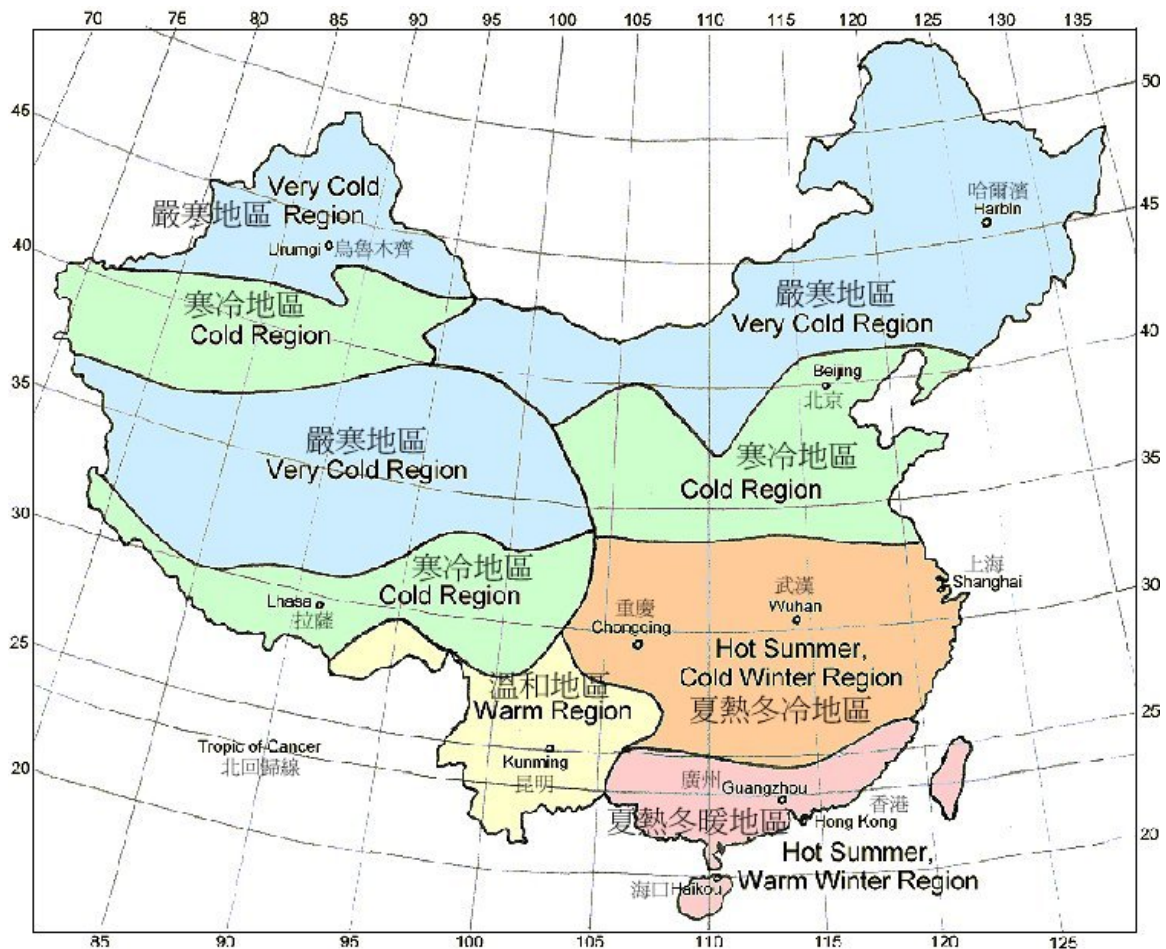 70 75 80 85 90 95 100 105 110 115 120 125 130 135
46
40
35
30
25
20
50
45
40
35
30
25
20
Very Cold
Region
嚴寒地區
Urumgi
烏魯木齊
哈爾濱
Harbin
寒冷地區
Cold Region
嚴寒地區
Very Cold Region
Beijing
北京
嚴寒地區
Very Cold Region
寒冷地區
Cold Region
寒冷地區
Cold Region
Lhasa
拉薩
上海
Shanghai
武漢
Wuhan
重慶
Chongqing
Hot Summer,
Cold Winter Region
夏熱冬冷地區
溫和地區
Warm Region
Kunming
昆明
Tropic of Cancer
北回歸線
廣州
Guangzhou
香港
Hong Kong
夏熱冬暖地區
Hot Summer,
Warm Winter Region
海口
Haikou
85 90 95 100 105 110 115 120 125